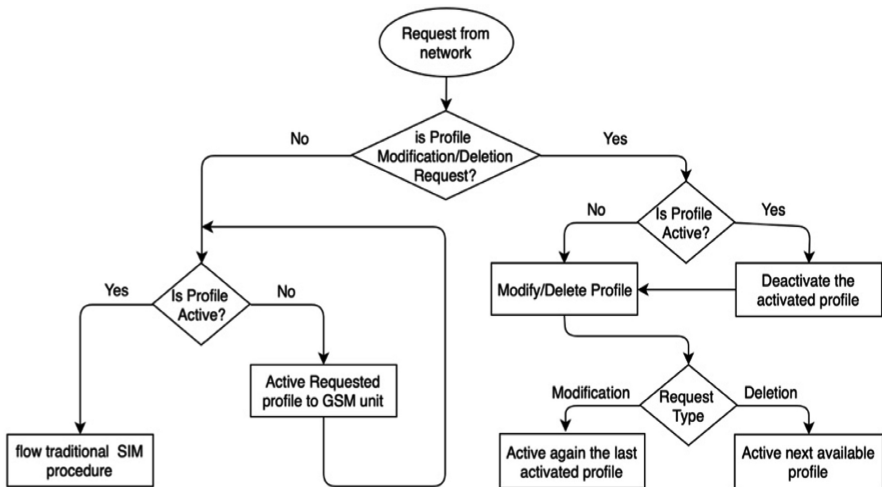 Request from
network
No
is Profile
Modification/Deletion
Request?
Yes
No
Is Profile
Active?
Yes
Yes
Is Profile
Active?
No
Modify/Delete Profile
Deactivate the
activated profile
Active Requested
profile to GSM unit
Modification
Request
Type
Deletion
flow traditional SIM
procedure
Active again the last
activated profile
Active next available
profile